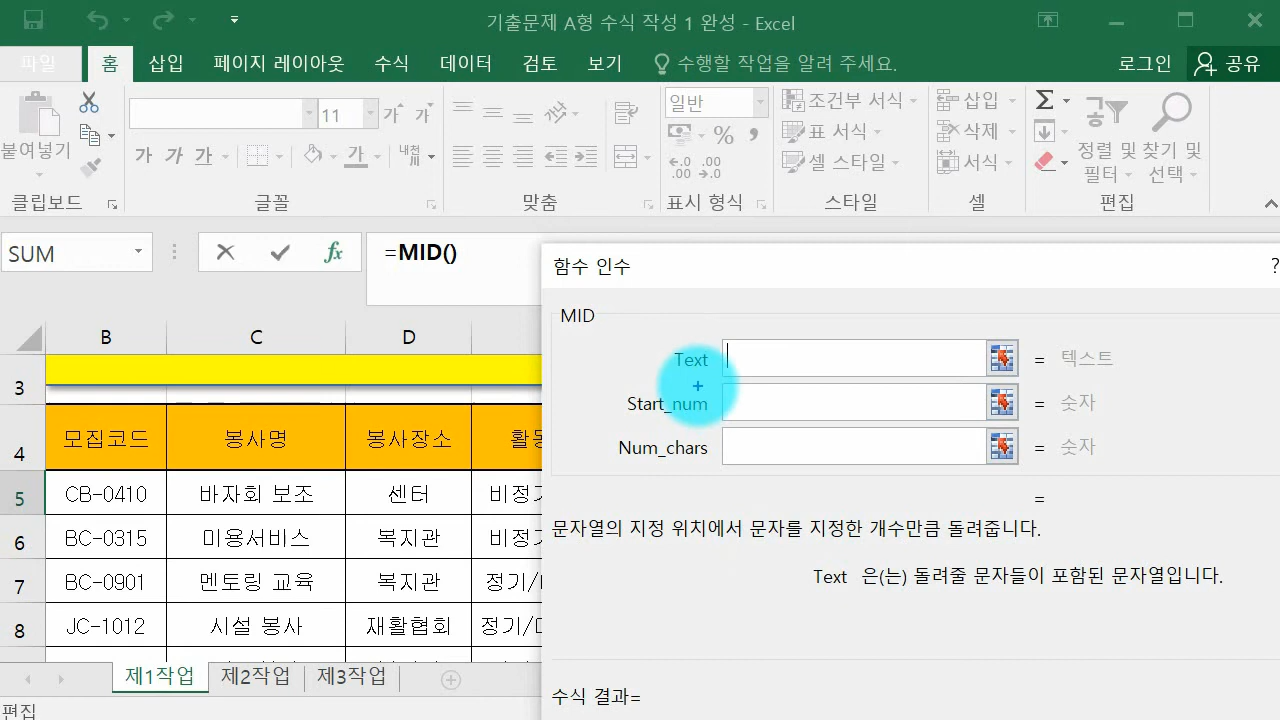 기출문제 A형 수식 작성 1 완성 - Excel
파일 홈 삽입 페이지 레이아웃 수식 데이터 검토 보기 수행할 작업을 알려 주세요. 로그인 공유
11 가 가 일반 조건부 서식 삽입
붙여넣기 가 가 가 가 내천 % 표 서식 삭제 정렬 및 찾기 및
셀 스타일 서식 필터 선택
클립보드 글꼴 맞춤 표시 형식 스타일 셀 편집
SUM fx =MID()
함수 인수 ?
MID
Text = 텍스트
Start_num = 숫자
Num_chars = 숫자
=
문자열의 지정 위치에서 문자를 지정한 개수만큼 돌려줍니다.
Text 은(는) 돌려줄 문자들이 포함된 문자열입니다.
수식 결과=
B C D
3
4 모집코드 봉사명 봉사장소
5 CB-0410 바자회 보조 센터 비정기
6 BC-0315 미용서비스 복지관 비정기
7 BC-0901 멘토링 교육 복지관 정기/
8 JC-1012 시설 봉사 재활협회 정기/
제1작업 제2작업 제3작업
편집